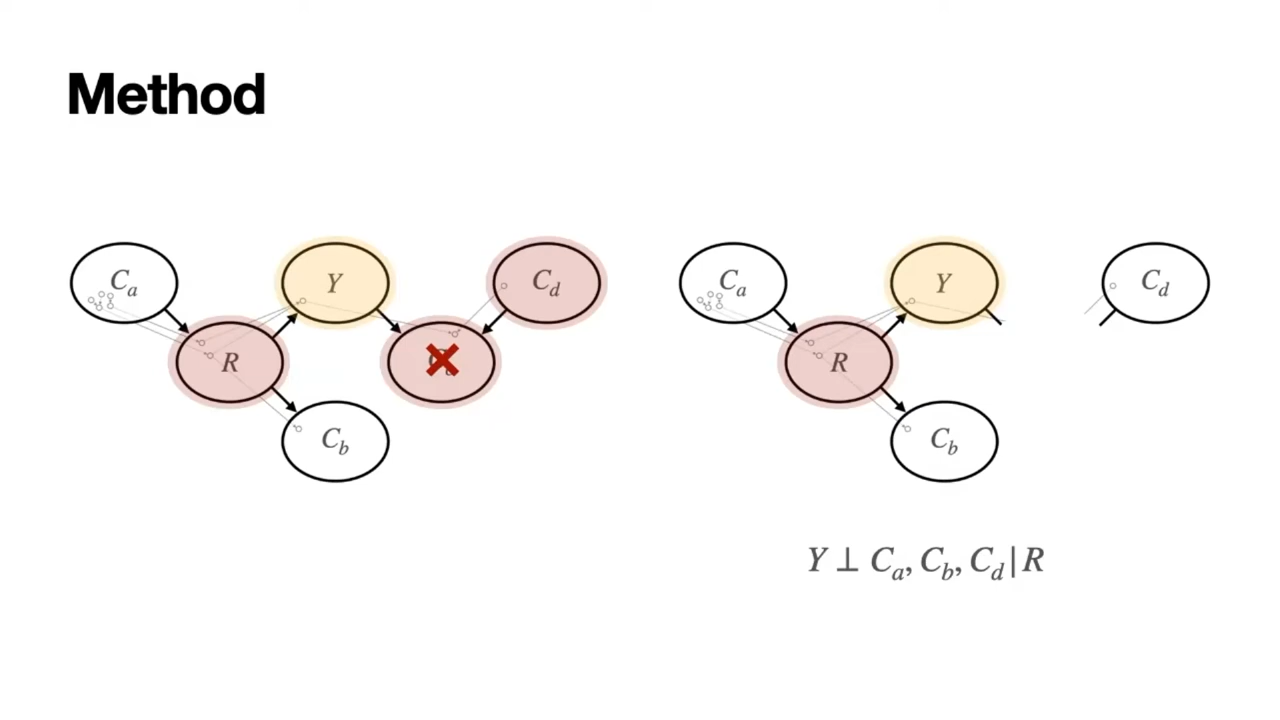 Method
C_a Y C_d C_a Y C_d
R R
C_b C_b
Y ⊥ C_a, C_b, C_d | R